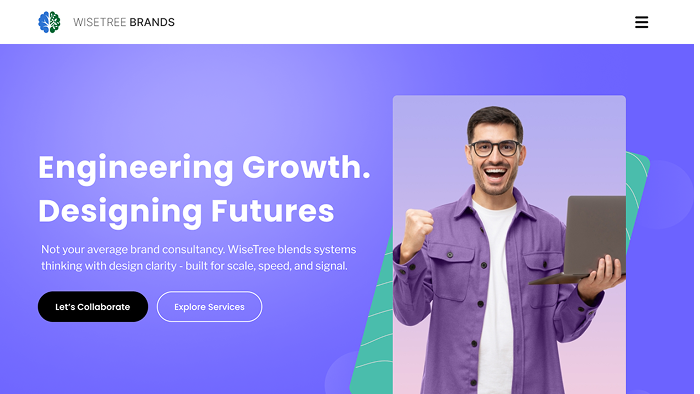 WISETREE BRANDS
Engineering Growth.
Designing Futures
Not your average brand consultancy. WiseTree blends systems
thinking with design clarity - built for scale, speed, and signal.
Let's Collaborate
Explore Services